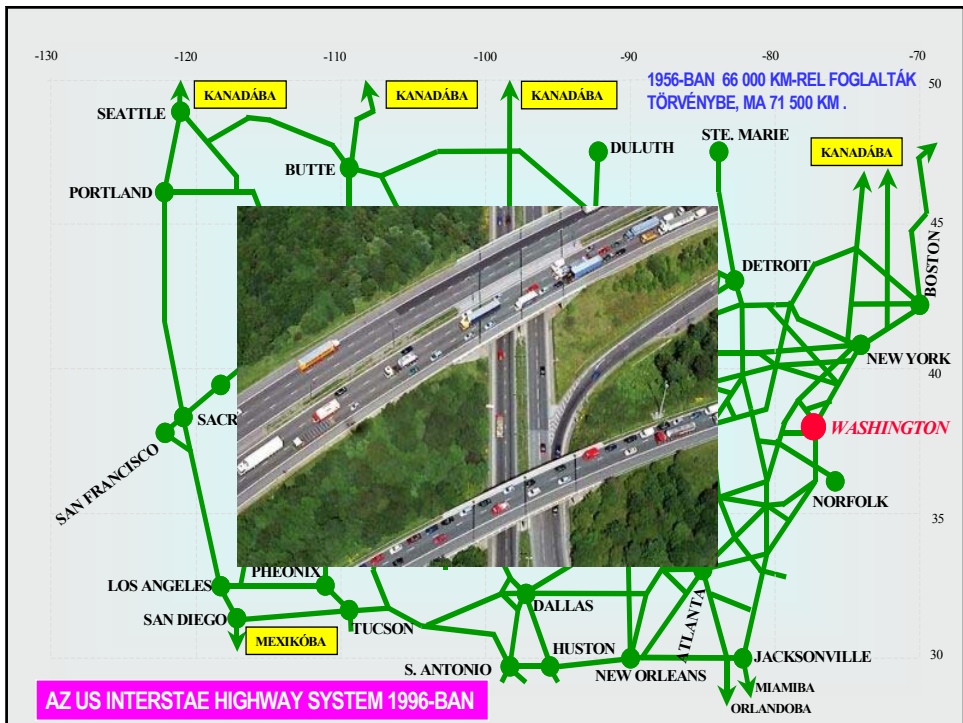 -130 -120 -110 -100 -90 -80 -70
KANADÁBA KANADÁBA KANADÁBA
1956-BAN 66 000 KM-REL FOGLALTÁK
TÖRVÉNYBE, MA 71 500 KM .
50
SEATTLE
STE. MARIE
DULUTH
KANADÁBA
BUTTE
PORTLAND
45
BOSTON
DETROIT
NEW YORK
40
SACR
WASHINGTON
SAN FRANCISCO
NORFOLK
35
PHEONIX
LOS ANGELES
DALLAS
ATLANTA
SAN DIEGO
TUCSON
MEXIKÓBA
HUSTON
30
S. ANTONIO
NEW ORLEANS
JACKSONVILLE
MIAMIBA
ORLANDOBA
AZ US INTERSTAE HIGHWAY SYSTEM 1996-BAN